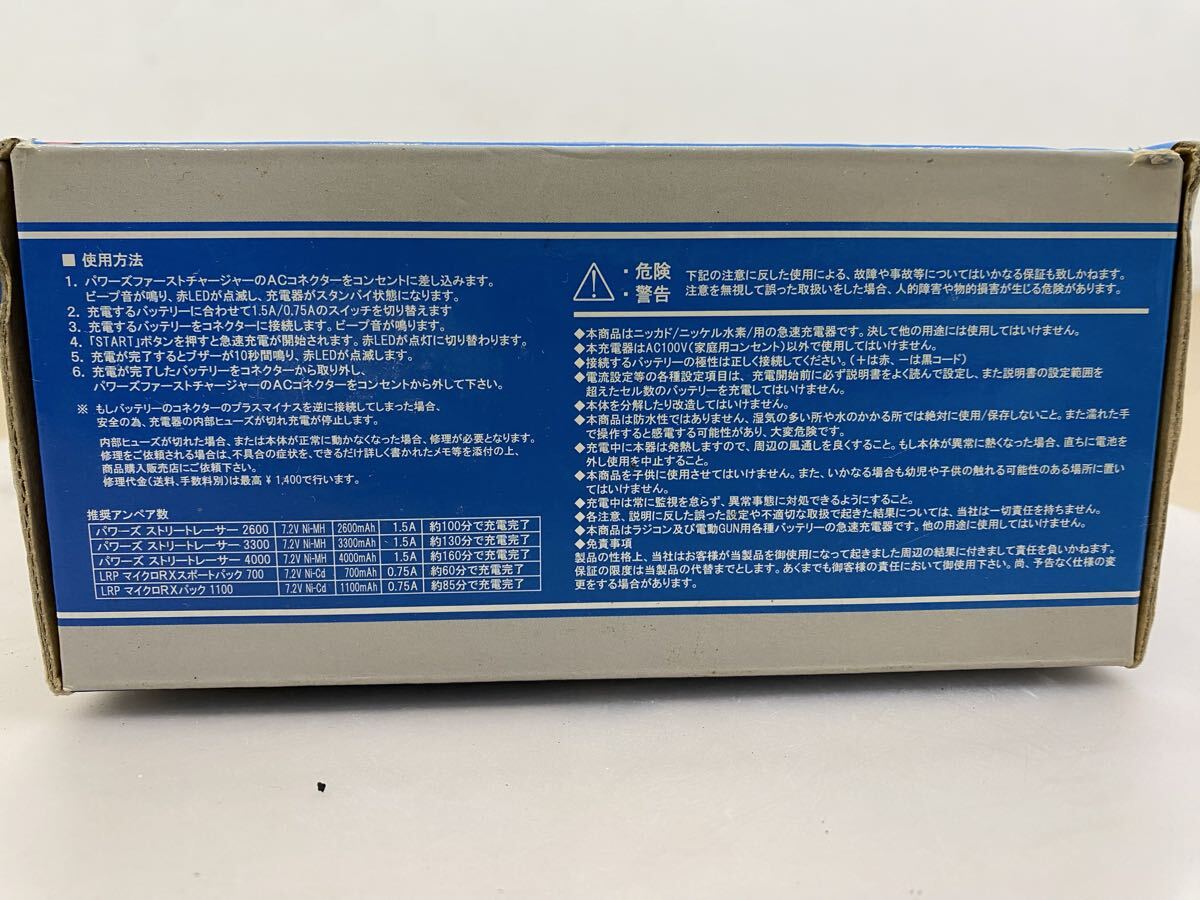 ■ 使用方法
1. パワーズファーストチャージャーのACコネクターをコンセントに差し込みます。
ビープ音が鳴り、赤LEDが点滅し、充電器がスタンバイ状態になります。
2. 充電するバッテリーに合わせて1.5A/0.75Aのスイッチを切り替えます
3. 充電するバッテリーをコネクターに接続します。ビープ音が鳴ります。
4. 「START」ボタンを押すと急速充電が開始されます。赤LEDが点灯に切り替わります。
5. 充電が完了するとブザーが10秒間鳴り、赤LEDが点滅します。
6. 充電が完了したバッテリーをコネクターから取り外し、
パワーズファーストチャージャーのACコネクターをコンセントから外して下さい。
※ もしバッテリーのコネクターのプラスマイナスを逆に接続してしまった場合、
安全の為、充電器の内部ヒューズが切れ充電が停止します。
内部ヒューズが切れた場合、または本体が正常に動かなくなった場合、修理が必要となります。
修理をご依頼される場合は、不具合の症状を、できるだけ詳しく書かれたメモ等を添付の上、
商品購入販売店にご依頼下さい。
修理代金(送料、手数料別)は最高 ¥ 1,400で行います。
推奨アンペア数
パワーズ ストリートレーサー 2600 7.2V Ni-MH 2600mAh 1.5A 約100分で充電完了
パワーズ ストリートレーサー 3300 7.2V Ni-MH 3300mAh 1.5A 約130分で充電完了
パワーズ ストリートレーサー 4000 7.2V Ni-MH 4000mAh 1.5A 約160分で充電完了
LRP マイクロRXスポートパック 700 7.2V Ni-Cd 700mAh 0.75A 約60分で充電完了
LRP マイクロRXパック 1100 7.2V Ni-Cd 1100mAh 0.75A 約85分で充電完了
・危険
・警告
下記の注意に反した使用による、故障や事故等についてはいかなる保証も致しかねます。
注意を無視して誤った取扱いをした場合、人的障害や物的損害が生じる危険があります。
◆本商品はニッカド/ニッケル水素/用の急速充電器です。決して他の用途には使用してはいけません。
◆本充電器はAC100V(家庭用コンセント)以外で使用してはいけません。
◆接続するバッテリーの極性は正しく接続してください。(+は赤、-は黒コード)
◆電流設定等の各種設定項目は、充電開始前に必ず説明書をよく読んで設定し、また説明書の設定範囲を
超えたセル数のバッテリーを充電してはいけません。
◆本体を分解したり改造してはいけません。
◆本商品は防水性ではありません、湿気の多い所や水のかかる所では絶対に使用/保存しないこと。また濡れた手
で操作すると感電する可能性があり、大変危険です。
◆充電中に本器は発熱しますので、周辺の風通しを良くすること。もし本体が異常に熱くなった場合、直ちに電池を
外し使用を中止すること。
◆本商品を子供に使用させてはいけません。また、いかなる場合も幼児や子供の触れる可能性のある場所に置い
てはいけません。
◆充電中は常に監視を怠らず、異常事態に対処できるようにすること。
◆各注意、説明に反した誤った設定や不適切な取扱で起きた結果については、当社は一切責任を持ちません。
◆本商品はラジコン及び電動GUN用各種バッテリーの急速充電器です。他の用途に使用してはいけません。
◆免責事項
製品の性格上、当社はお客様が当製品を御使用になって起きました周辺の結果に付きまして責任を負いかねます。
保証の限度は当製品の代替までとします。あくまでも御客様の責任において御使用下さい。尚、予告なく仕様の変
更をする場合があります。